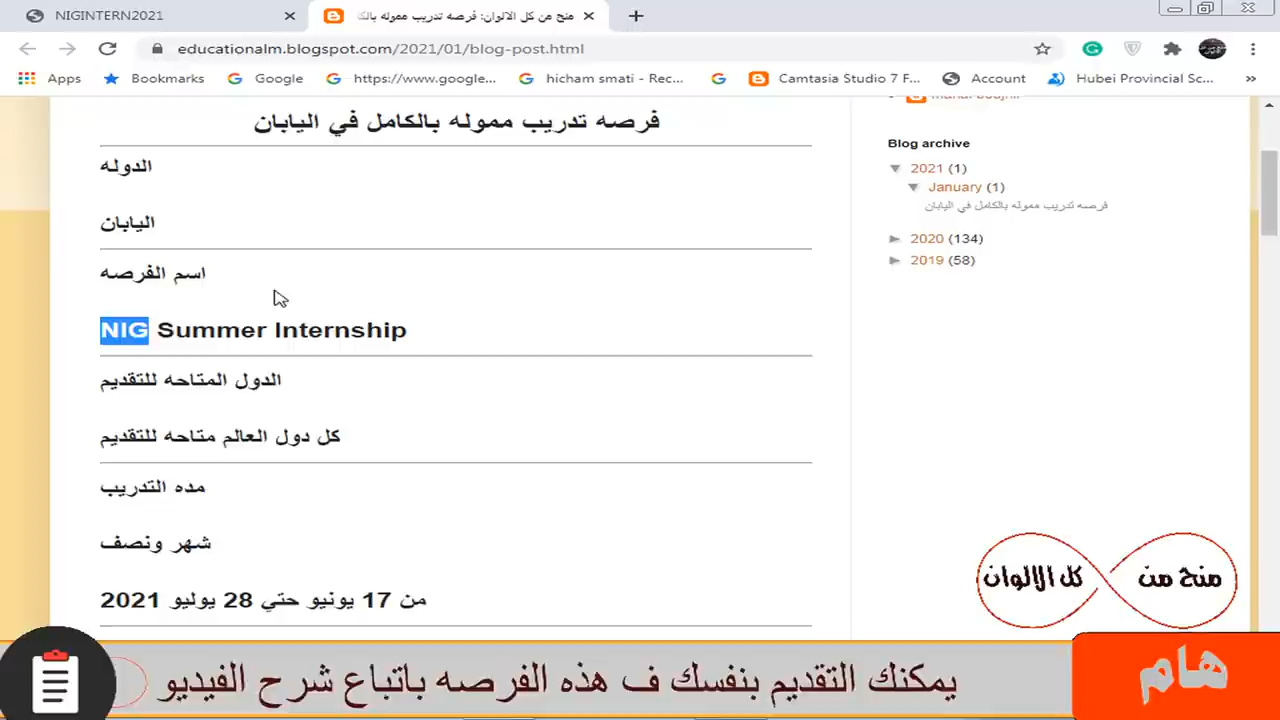 NIGINTERN2021
منح من كل الالوان: فرصه تدريب ممولة بالكا
educationalm.blogspot.com/2021/01/blog-post.html
Apps
Bookmarks
Google
https://www.google...
hicham smati - Rec...
Camtasia Studio 7 F...
Account
Hubei Provincial Sc...
»
فرصه تدريب مموله بالكامل في اليابان
الدوله
اليابان
اسم الفرصه
NIG Summer Internship
الدول المتاحه للتقديم
كل دول العالم متاحه للتقديم
مده التدريب
شهر ونصف
من 17 يونيو حتي 28 يوليو 2021
Blog archive
▼ 2021 (1)
▼ January (1)
فرصه تدريب ممولة بالكامل في اليابان
► 2020 (134)
► 2019 (58)
منح من كل الالوان
هام
يمكنك التقديم بنفسك ف هذه الفرصه باتباع شرح الفيديو